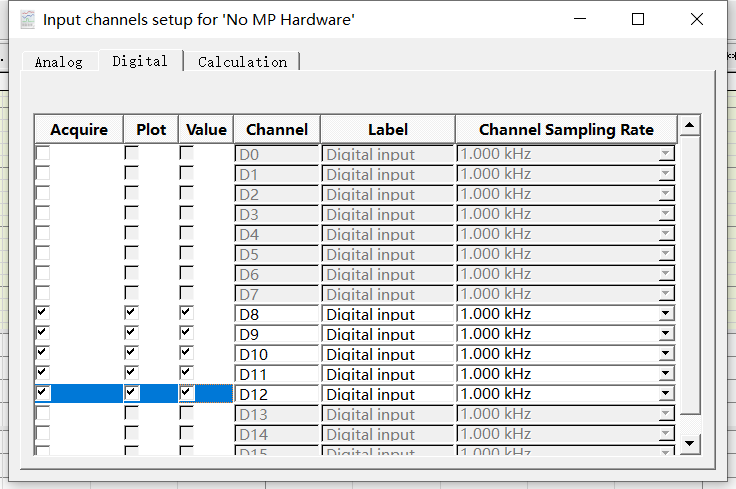 Input channels setup for 'No MP Hardware'
Analog Digital Calculation
Acquire Plot Value Channel Label Channel Sampling Rate
D0 Digital input 1.000 kHz
D1 Digital input 1.000 kHz
D2 Digital input 1.000 kHz
D3 Digital input 1.000 kHz
D4 Digital input 1.000 kHz
D5 Digital input 1.000 kHz
D6 Digital input 1.000 kHz
D7 Digital input 1.000 kHz
D8 Digital input 1.000 kHz
D9 Digital input 1.000 kHz
D10 Digital input 1.000 kHz
D11 Digital input 1.000 kHz
D12 Digital input 1.000 kHz
D13 Digital input 1.000 kHz
D14 Digital input 1.000 kHz
D15 Digital input 1.000 kHz